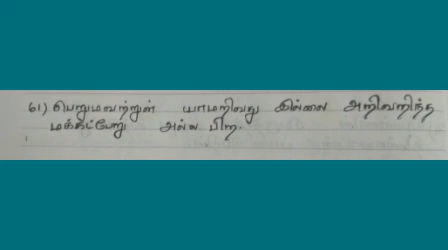 61) பெறுமவற்றுள் யாமறிவது இல்லை அறிவறிந்த
மக்கட்பேறு அல்ல பிற.